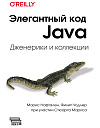 O'REILLY
Элегантный код
Java
Дженерики и коллекции
Морис Нафталин, Филип Уодлер
при участии Стюарта Маркса